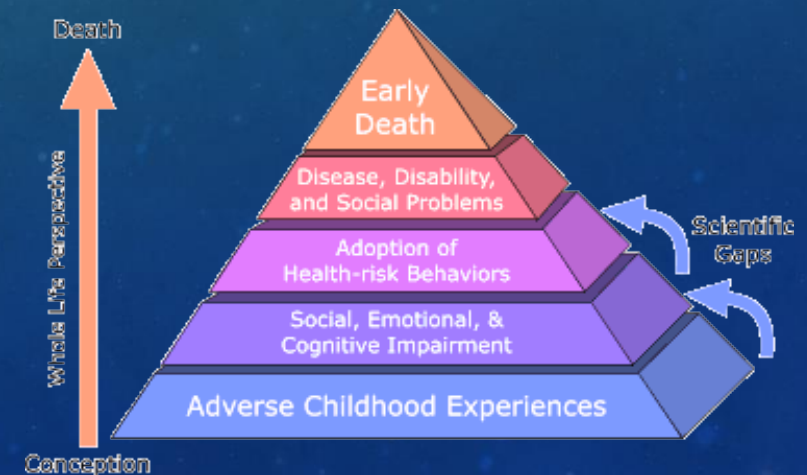 Death
Whole Life Perspective
Conception
Early
Death
Disease, Disability,
and Social Problems
Adoption of
Health-risk Behaviors
Social, Emotional, &
Cognitive Impairment
Adverse Childhood Experiences
Scientific
Gaps